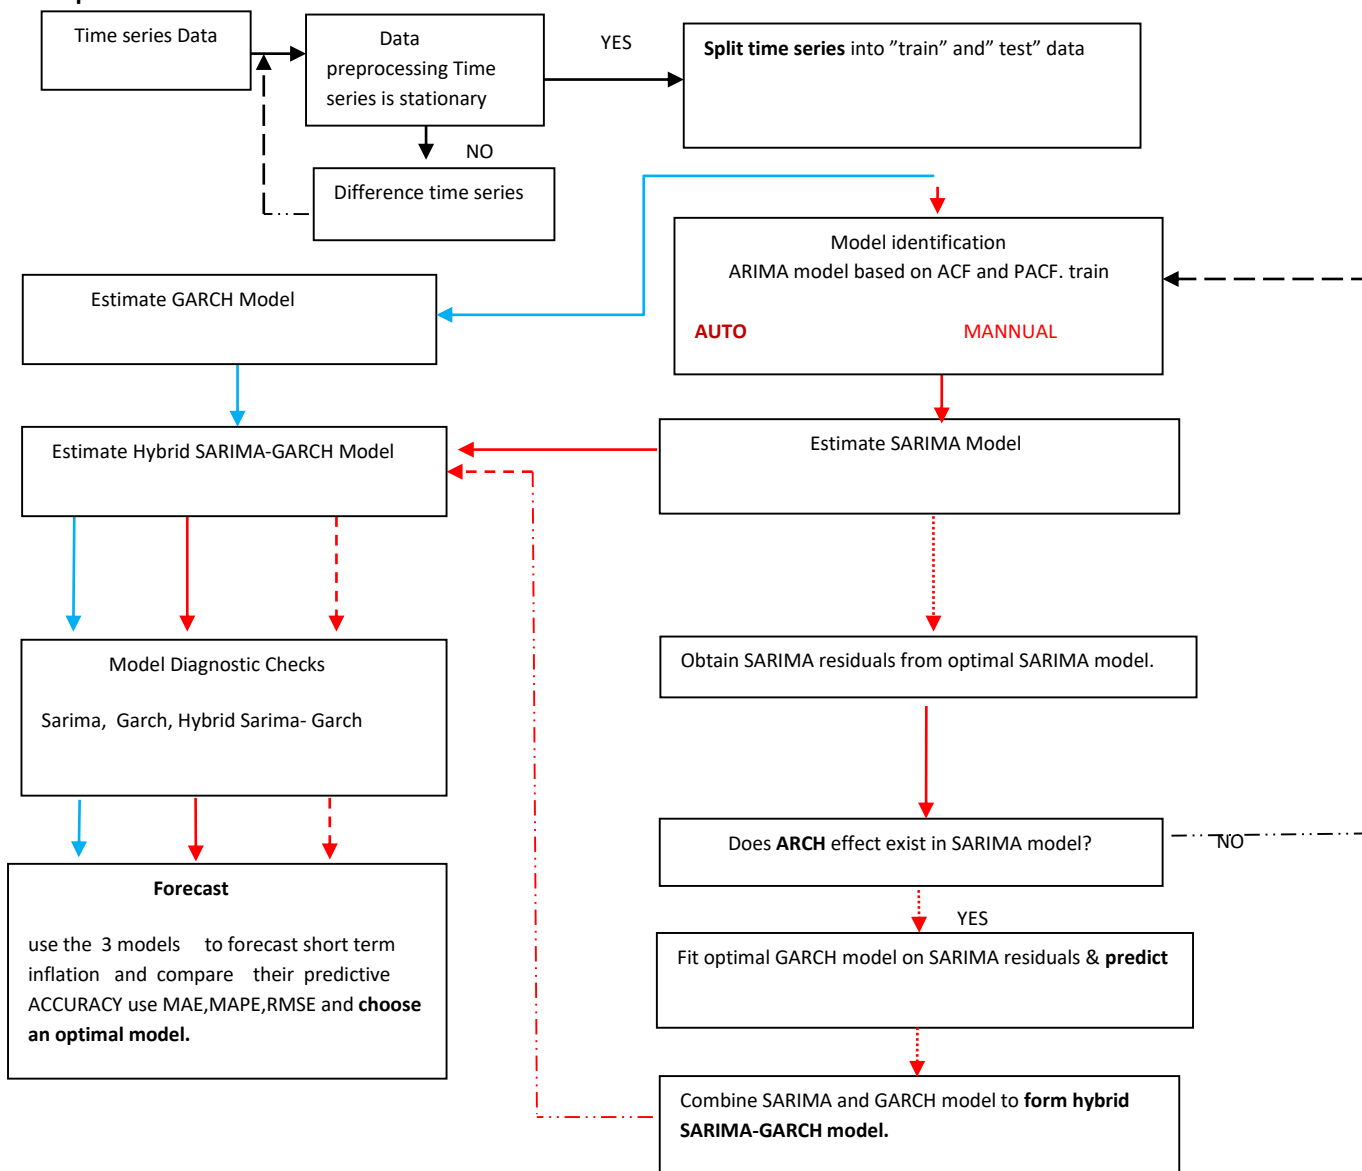 Time series Data
Data
preprocessing Time
series is stationary
YES
Split time series into ”train” and” test” data
NO
Difference time series
Model identification
ARIMA model based on ACF and PACF. train
AUTO MANNUAL
Estimate GARCH Model
Estimate Hybrid SARIMA-GARCH Model
Estimate SARIMA Model
Model Diagnostic Checks
Sarima, Garch, Hybrid Sarima- Garch
Obtain SARIMA residuals from optimal SARIMA model.
Does ARCH effect exist in SARIMA model?
NO
YES
Fit optimal GARCH model on SARIMA residuals & predict
Combine SARIMA and GARCH model to form hybrid
SARIMA-GARCH model.
Forecast
use the 3 models to forecast short term
inflation and compare their predictive
ACCURACY use MAE,MAPE,RMSE and choose
an optimal model.